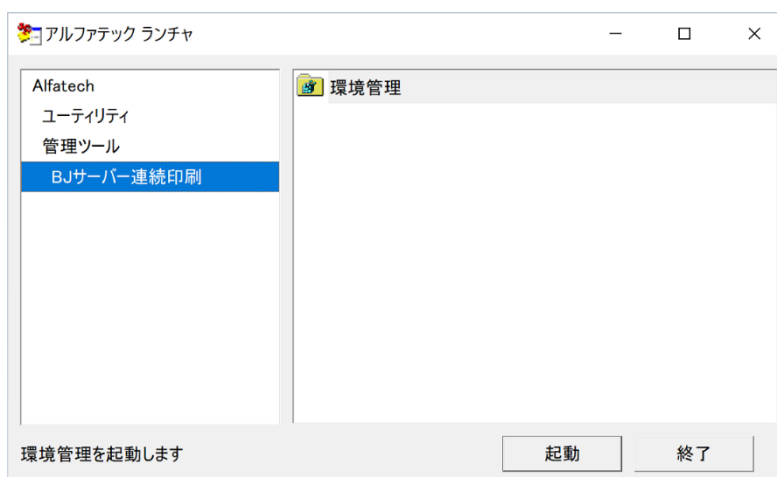 アルファテック ランチャ
Alfatech
ユーティリティ
管理ツール
BJサーバー連続印刷
環境管理
環境管理を起動します
起動
終了